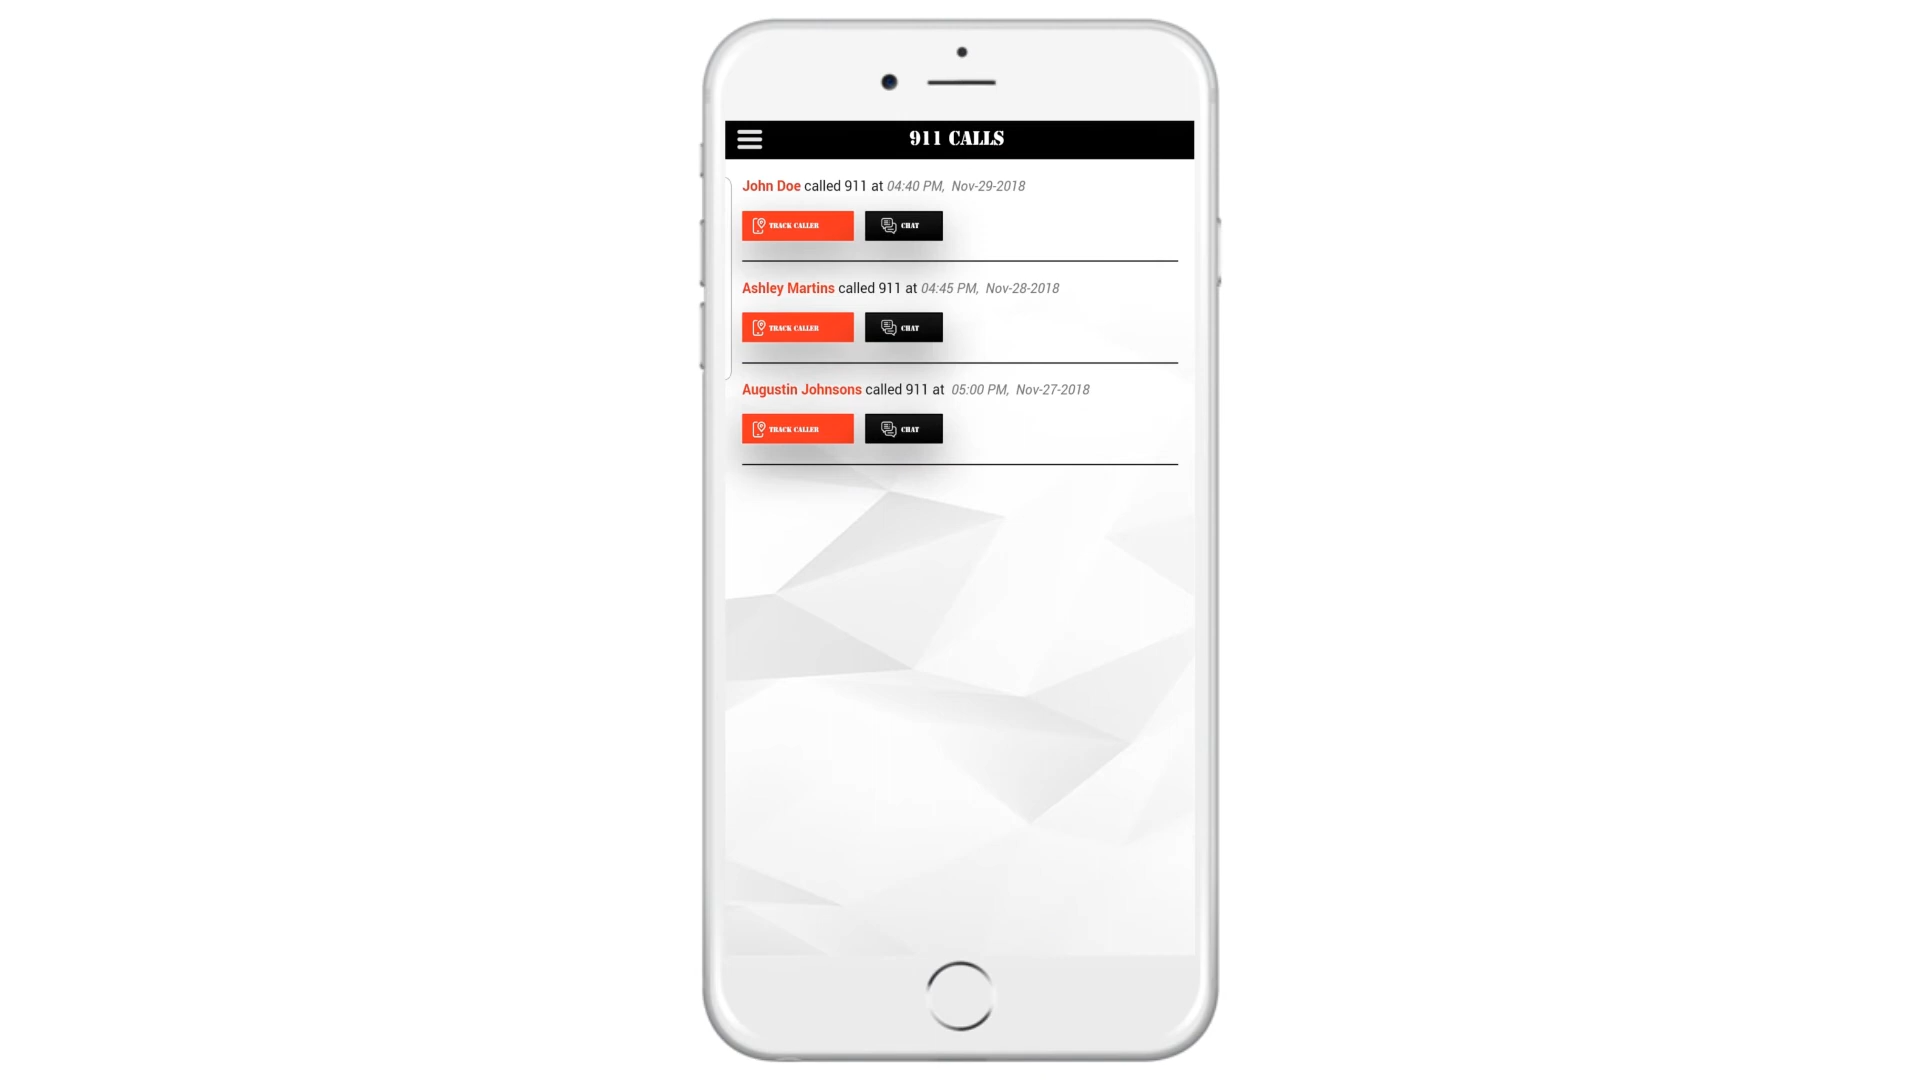 911 CALLS
John Doe called 911 at 04:40 PM, Nov-29-2018
TRACK CALLER CHAT
Ashley Martins called 911 at 04:45 PM, Nov-28-2018
TRACK CALLER CHAT
Augustin Johnsons called 911 at 05:00 PM, Nov-27-2018
TRACK CALLER CHAT